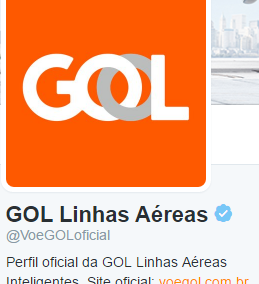 GOL
GOL Linhas Aéreas
@VoeGOLoficial
Perfil oficial da GOL Linhas Aéreas
Inteligentes. Site oficial: voegol.com.br